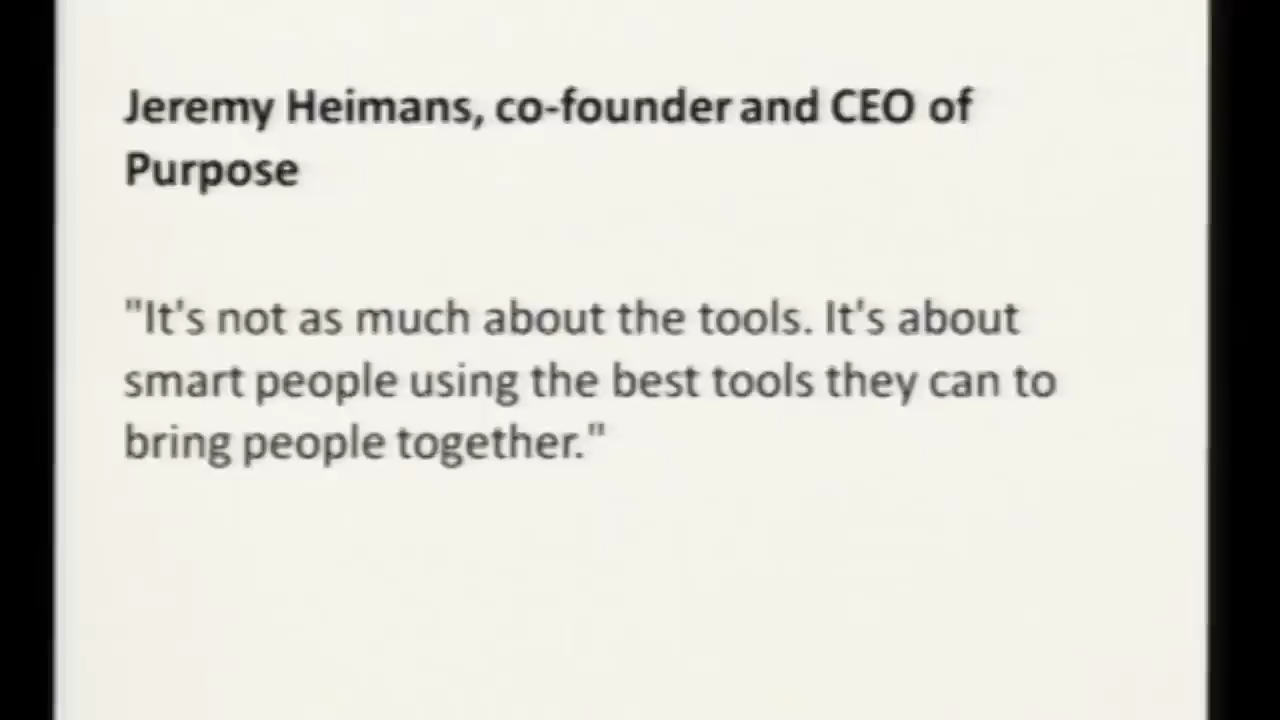 Jeremy Heimans, co-founder and CEO of
Purpose
"It's not as much about the tools. It's about
smart people using the best tools they can to
bring people together."